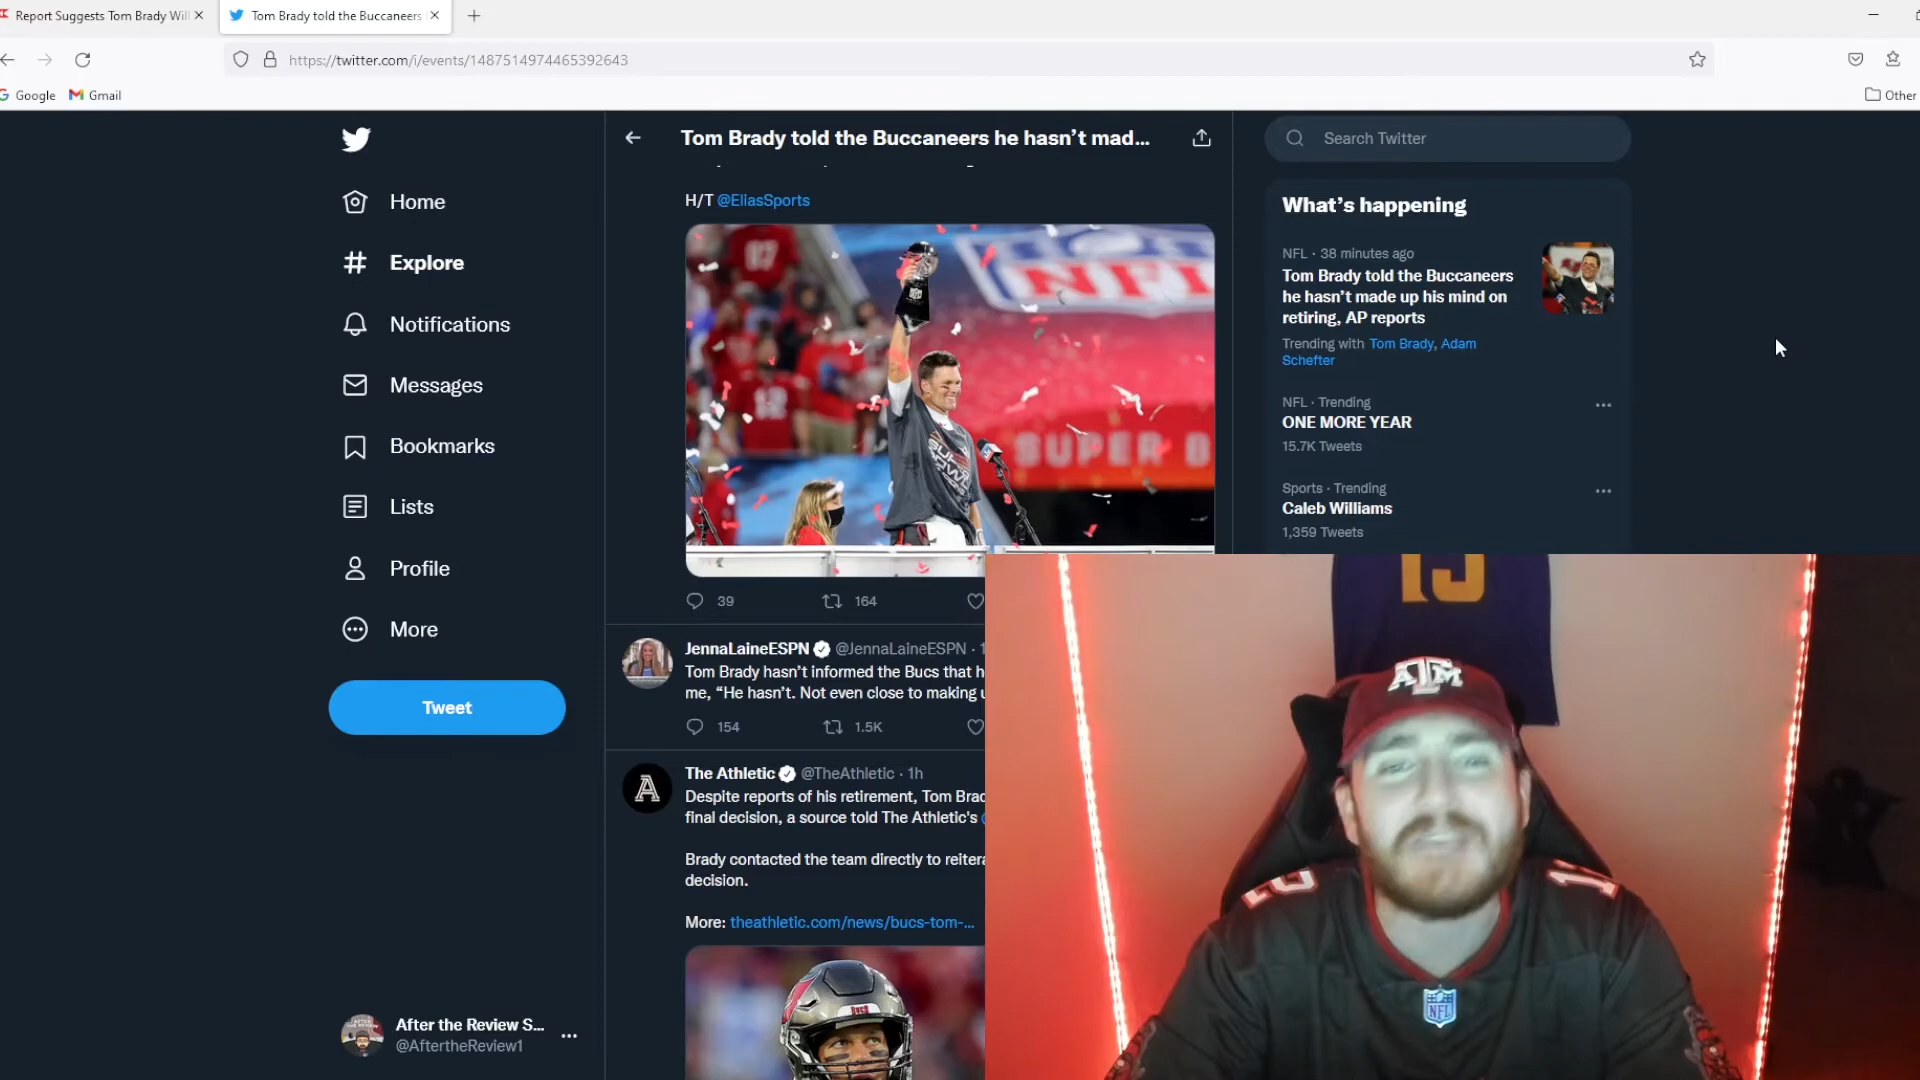 Report Suggests Tom Brady Wil
Tom Brady told the Buccaneers
https://twitter.com/i/events/1487514974465392643
Google
Gmail
Other
Home
Explore
Notifications
Messages
Bookmarks
Lists
Profile
More
Tweet
After the Review S...
@AftertheReview1
Tom Brady told the Buccaneers he hasn’t mad...
H/T @EliasSports
NFL
SUPER B
39
164
JennaLaineESPN @JennaLaineESPN ·
Tom Brady hasn’t informed the Bucs that h
me, “He hasn’t. Not even close to making u
154
1.5K
The Athletic @TheAthletic · 1h
Despite reports of his retirement, Tom Brad
final decision, a source told The Athletic's
Brady contacted the team directly to reitera
decision.
More: theathletic.com/news/bucs-tom-...
Search Twitter
What’s happening
NFL · 38 minutes ago
Tom Brady told the Buccaneers
he hasn’t made up his mind on
retiring, AP reports
Trending with Tom Brady, Adam
Schefter
NFL · Trending
ONE MORE YEAR
15.7K Tweets
Sports · Trending
Caleb Williams
1,359 Tweets
ATM
NFL